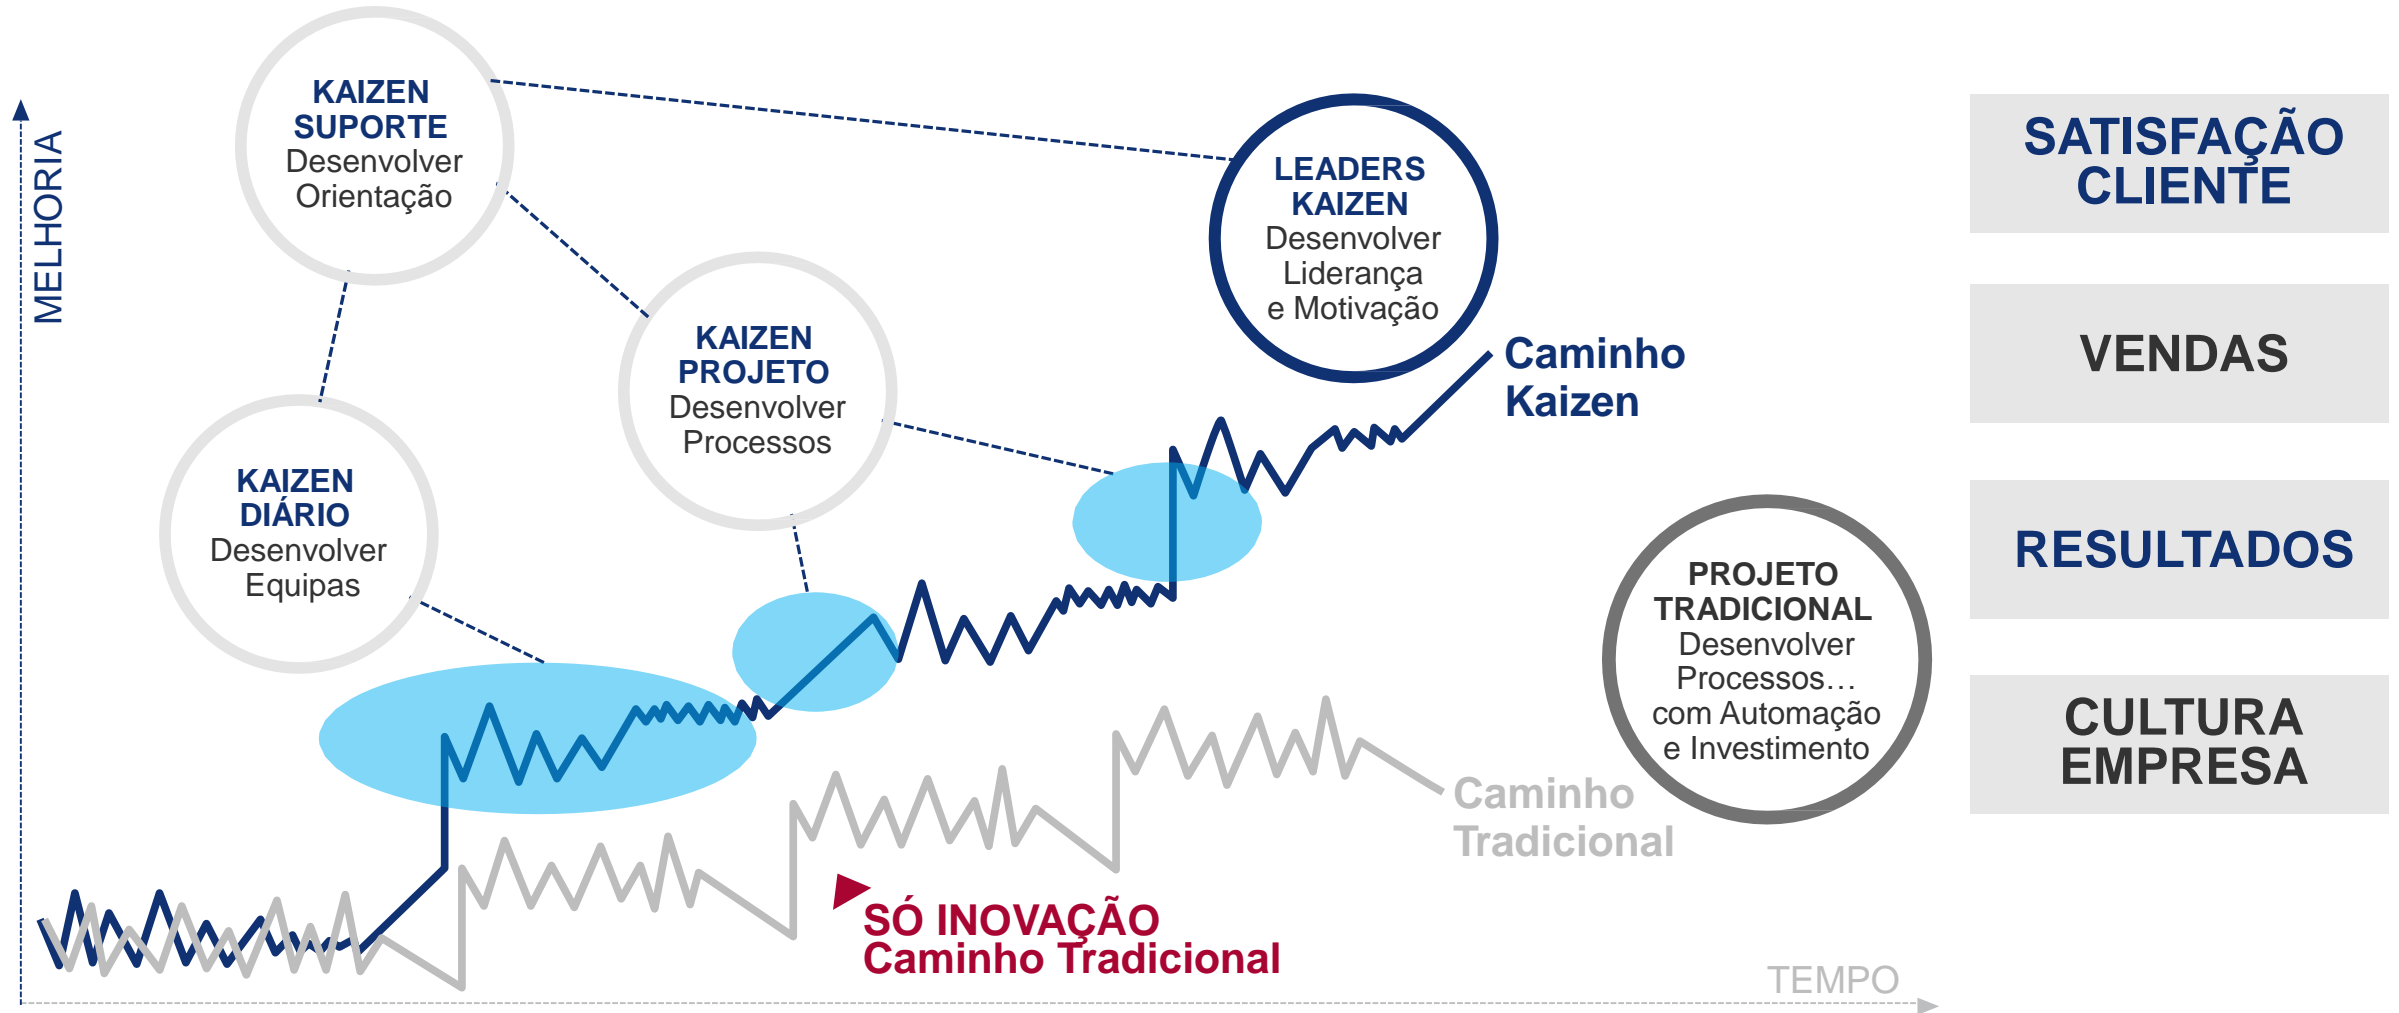 MELHORIA
KAIZEN
SUPORTE
Desenvolver
Orientação
KAIZEN
PROJETO
Desenvolver
Processos
KAIZEN
DIÁRIO
Desenvolver
Equipas
LEADERS
KAIZEN
Desenvolver
Liderança
e Motivação
Caminho
Kaizen
PROJETO
TRADICIONAL
Desenvolver
Processos…
com Automação
e Investimento
Caminho
Tradicional
SÓ INOVAÇÃO
Caminho Tradicional
TEMPO
SATISFAÇÃO
CLIENTE
VENDAS
RESULTADOS
CULTURA
EMPRESA